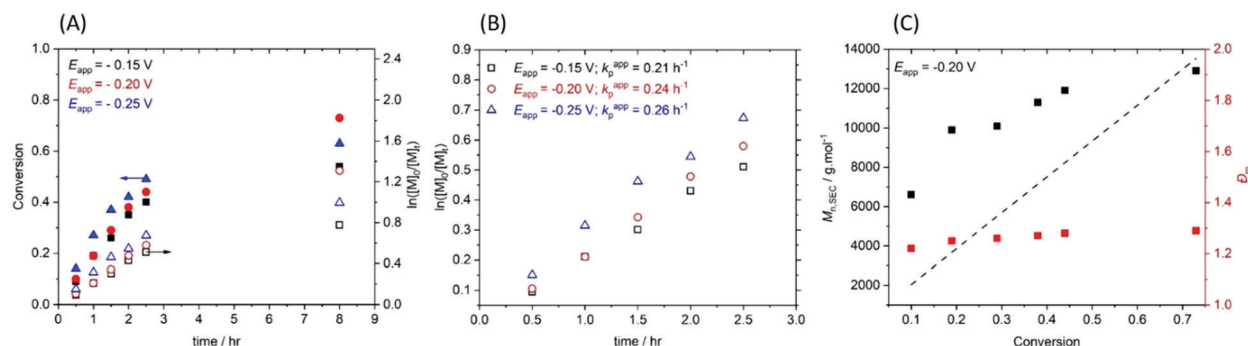 (A)
Conversion
1.0
0.8
0.6
0.4
0.2
0.0
E_app = - 0.15 V
E_app = - 0.20 V
E_app = - 0.25 V
2.4
2.0
1.6
1.2
0.8
0.4
0.0
ln([M]₀/[M]ₜ)
0 1 2 3 4 5 6 7 8 9
time / hr
(B)
ln([M]₀/[M]ₜ)
0.9
0.8
0.7
0.6
0.5
0.4
0.3
0.2
0.1
E_app = -0.15 V; k_p^app = 0.21 h⁻¹
E_app = -0.20 V; k_p^app = 0.24 h⁻¹
E_app = -0.25 V; k_p^app = 0.26 h⁻¹
0.0 0.5 1.0 1.5 2.0 2.5 3.0
time / hr
(C)
M_n,SEC / g.mol⁻¹
14000
12000
10000
8000
6000
4000
2000
E_app = -0.20 V
2.0
1.8
1.6
1.4
1.2
1.0
Đ_m
0.1 0.2 0.3 0.4 0.5 0.6 0.7
Conversion